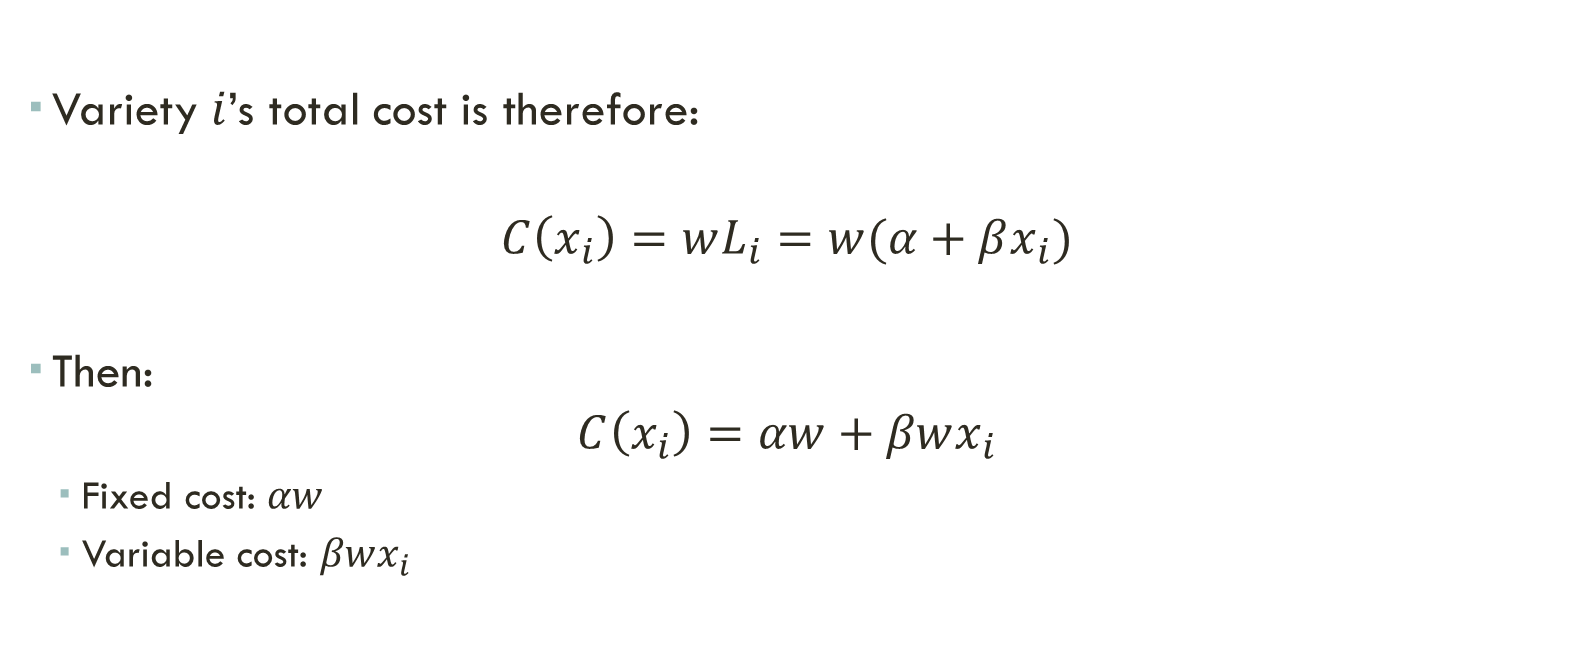 ▪ Variety 𝑖’s total cost is therefore:
𝐶(𝑥ᵢ) = 𝑤𝐿ᵢ = 𝑤(𝛼 + 𝛽𝑥ᵢ)
▪ Then:
𝐶(𝑥ᵢ) = 𝛼𝑤 + 𝛽𝑤𝑥ᵢ
▪ Fixed cost: 𝛼𝑤
▪ Variable cost: 𝛽𝑤𝑥ᵢ